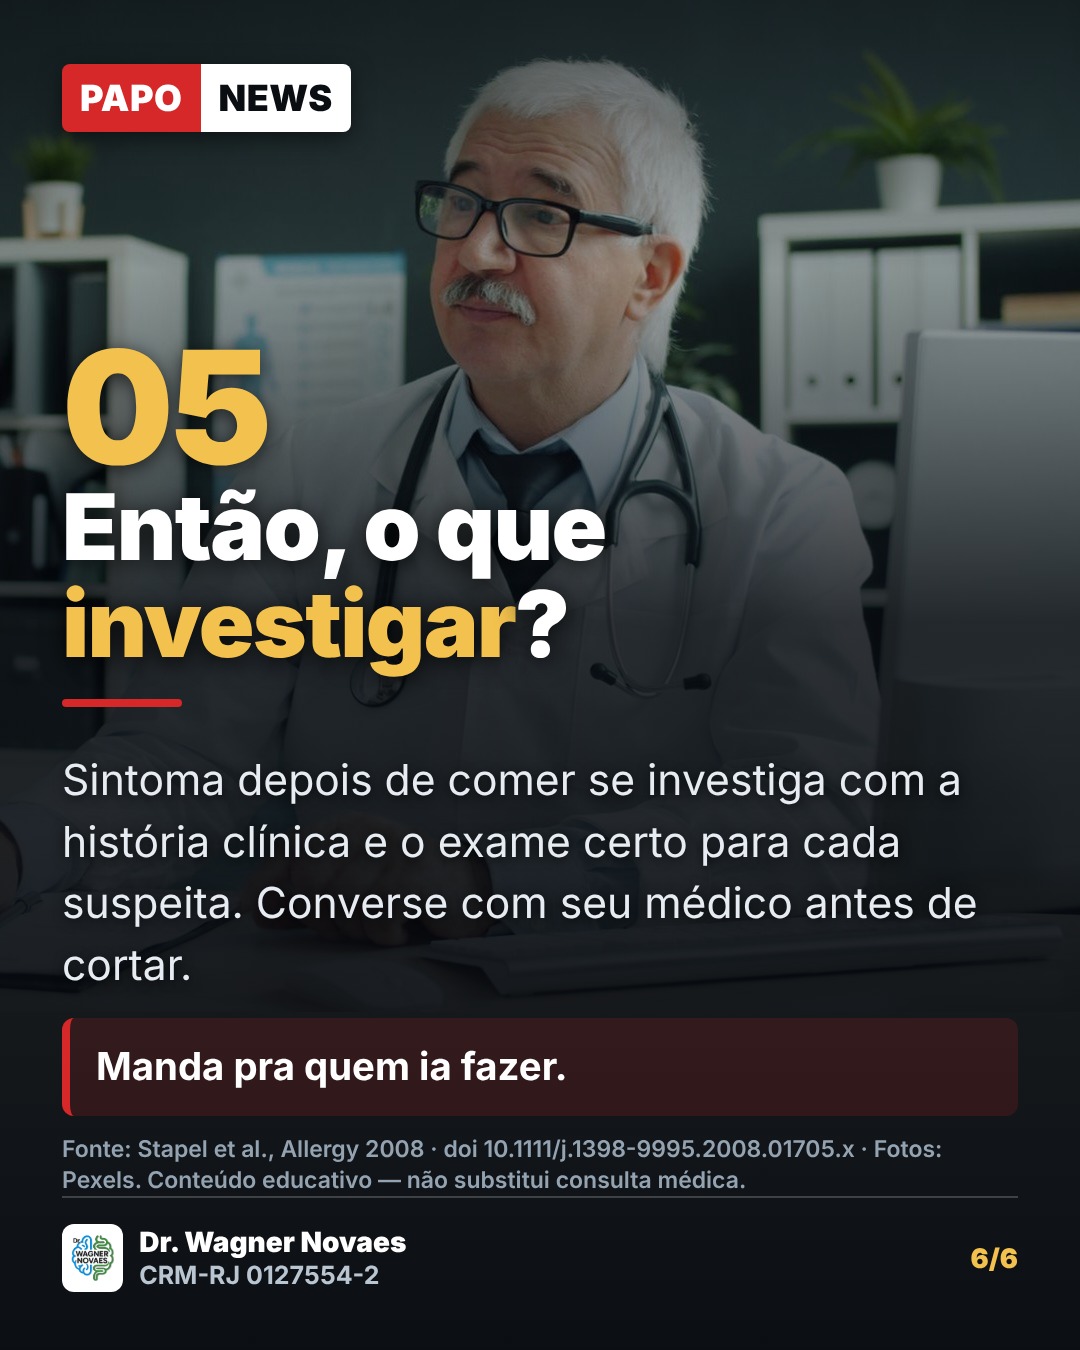 PAPO NEWS
05
Então, o que
investigar?
Sintoma depois de comer se investiga com a
história clínica e o exame certo para cada
suspeita. Converse com seu médico antes de
cortar.
Manda pra quem ia fazer.
Fonte: Stapel et al., Allergy 2008 · doi 10.1111/j.1398-9995.2008.01705.x · Fotos:
Pexels. Conteúdo educativo — não substitui consulta médica.
Dr.
WAGNER
NOVAES
Dr. Wagner Novaes
CRM-RJ 0127554-2
6/6